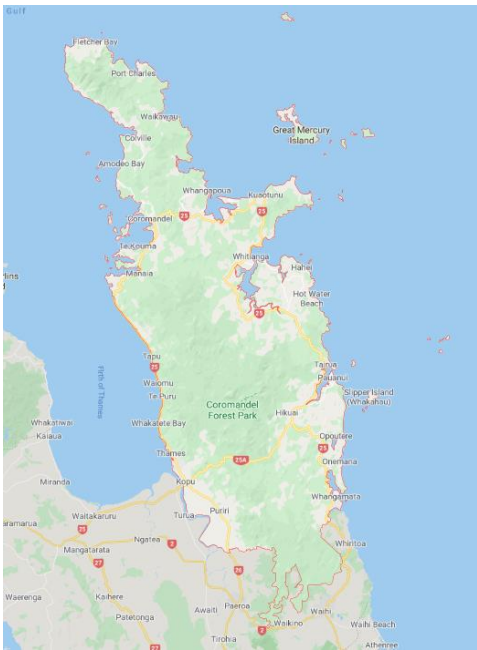 Gulf
Fletcher Bay
Port Charles
Waikawau
Great Mercury
Island
Colville
Amodeo Bay
Whangapoua
Kuaotunu
Coromandel
25
25
Te Kouma
Whitianga
Manaia
Hahei
Hot Water
Beach
25
Tapu
25
Tairua
Pauanui
Waiomu
Te Puru
Slipper Island
(Whakahau)
Firth of Thames
Coromandel
Forest Park
Hikuai
Whakatiwai
Kaiaua
Whakatete Bay
Opoutere
25
Thames
25A
Onemana
Miranda
Kopu
Whangamata
Puriri
Turua
Waitakaruru
25
Ngatea
2
Whiritoa
Mangatarata
27
26
Kaihere
Waerenga
Awaiti
Paeroa
Waihi
Patetonga
Waikino
Waihi Beach
2
Tirohia
Athenree